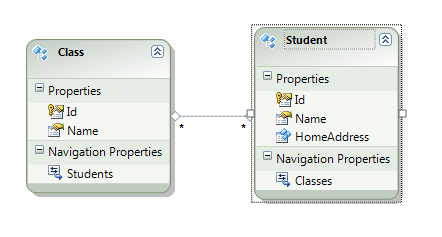 Class
Properties
Id
Name
Navigation Properties
Students
* *
Student
Properties
Id
Name
HomeAddress
Navigation Properties
Classes